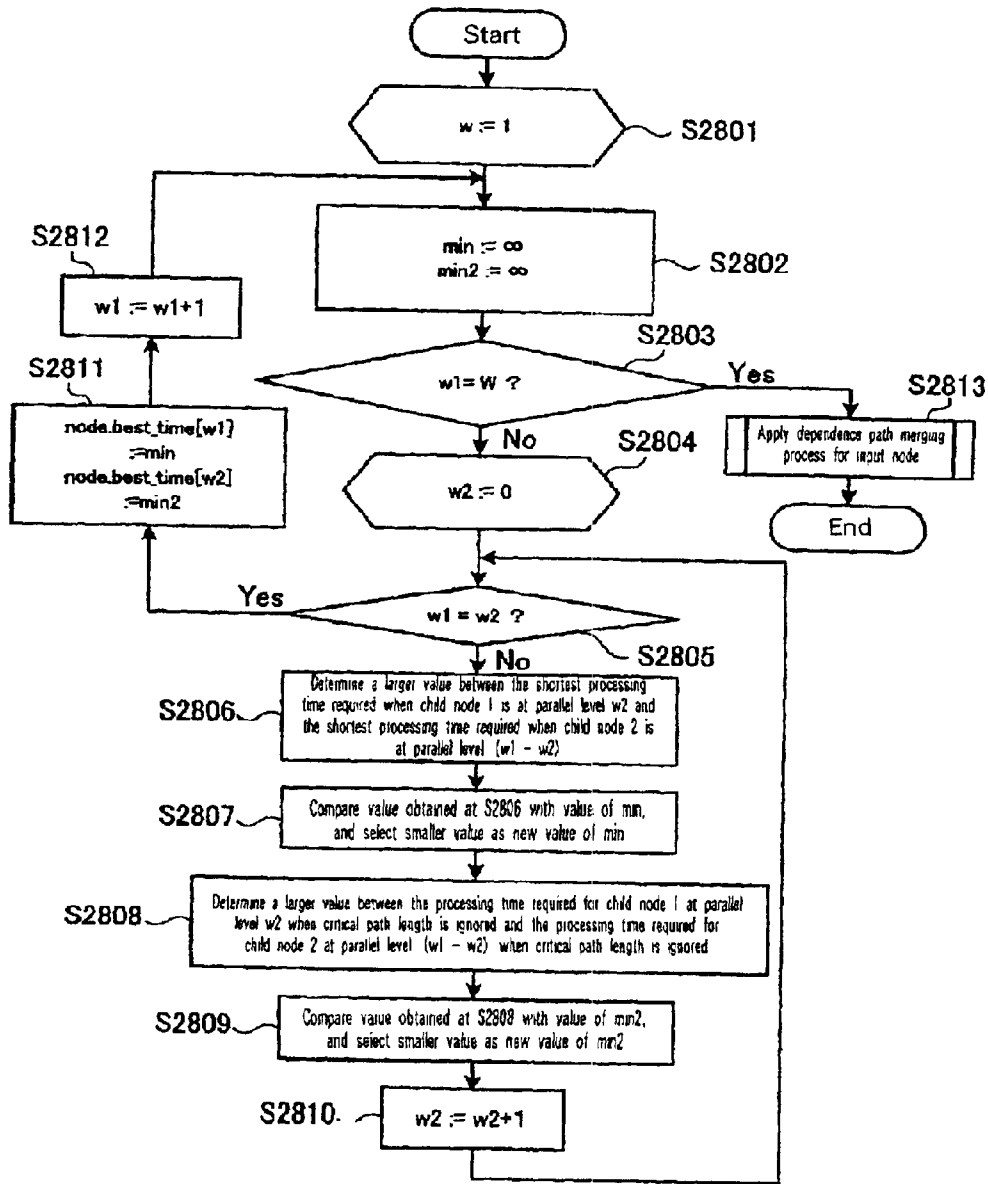 Start
w := 1
S2801
S2812
min := ∞
min2 := ∞
S2802
w1 := w1+1
S2803
S2811
w1 = W ?
Yes
S2813
node.best_time[w1]
:=min
node.best_time[w2]
:=min2
No
S2804
Apply dependence path merging
process for input node
w2 := 0
End
Yes
w1 = w2 ?
S2805
No
S2806
Determine a larger value between the shortest processing
time required when child node 1 is at parallel level w2 and
the shortest processing time required when child node 2 is
at parallel level (w1 - w2)
S2807
Compare value obtained at S2806 with value of min,
and select smaller value as new value of min
S2808
Determine a larger value between the processing time required for child node 1 at parallel
level w2 when critical path length is ignored and the processing time required for
child node 2 at parallel level (w1 - w2) when critical path length is ignored
S2809
Compare value obtained at S2808 with value of min2,
and select smaller value as new value of min2
S2810
w2 := w2+1